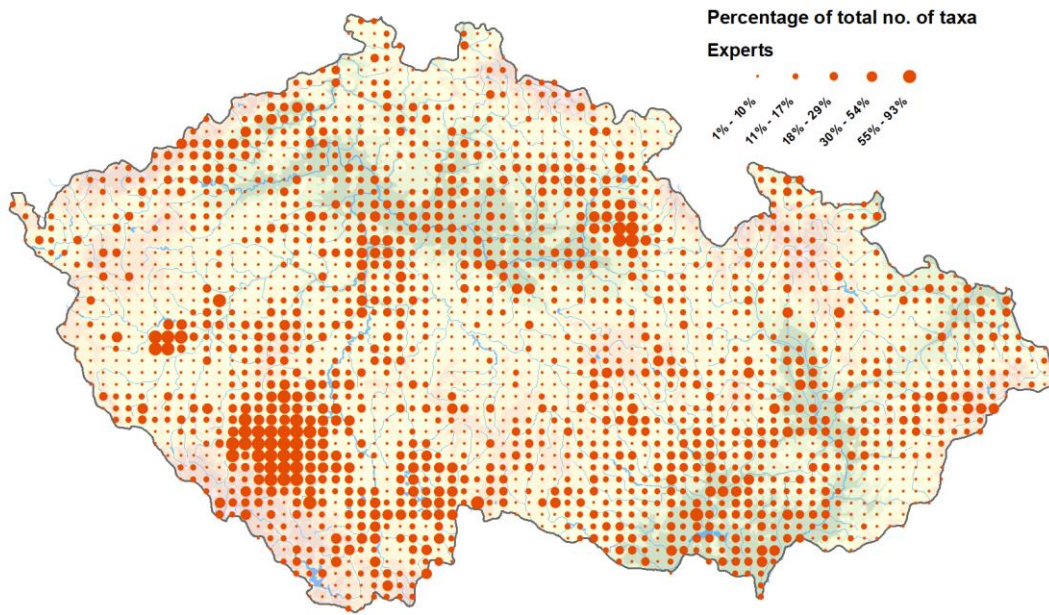 Percentage of total no. of taxa
Experts
1% - 10%
11% - 17%
18% - 29%
30% - 54%
55% - 93%